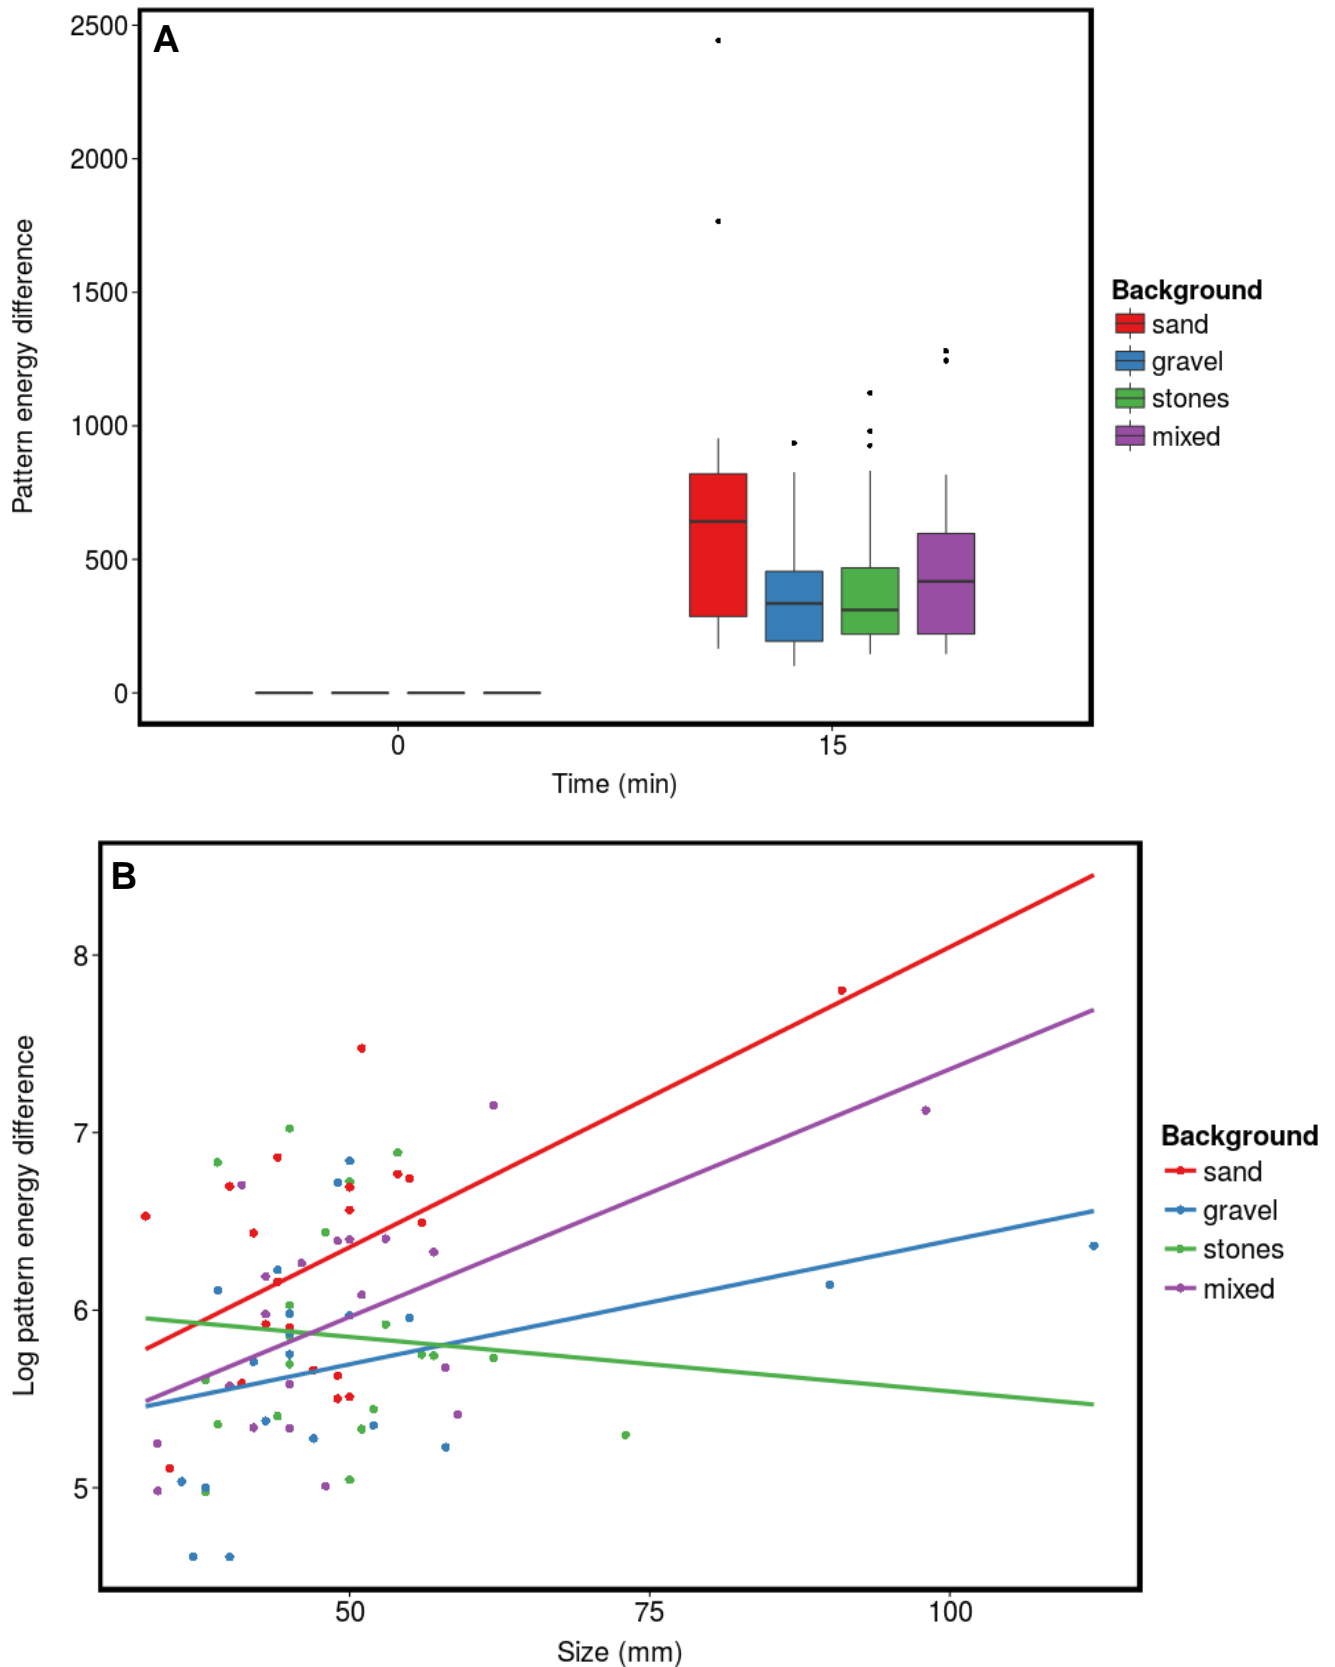 A
Pattern energy difference
2500
2000
1500
1000
500
0
0
15
Time (min)
Background
sand
gravel
stones
mixed
B
Log pattern energy difference
8
7
6
5
50
75
100
Size (mm)
Background
sand
gravel
stones
mixed